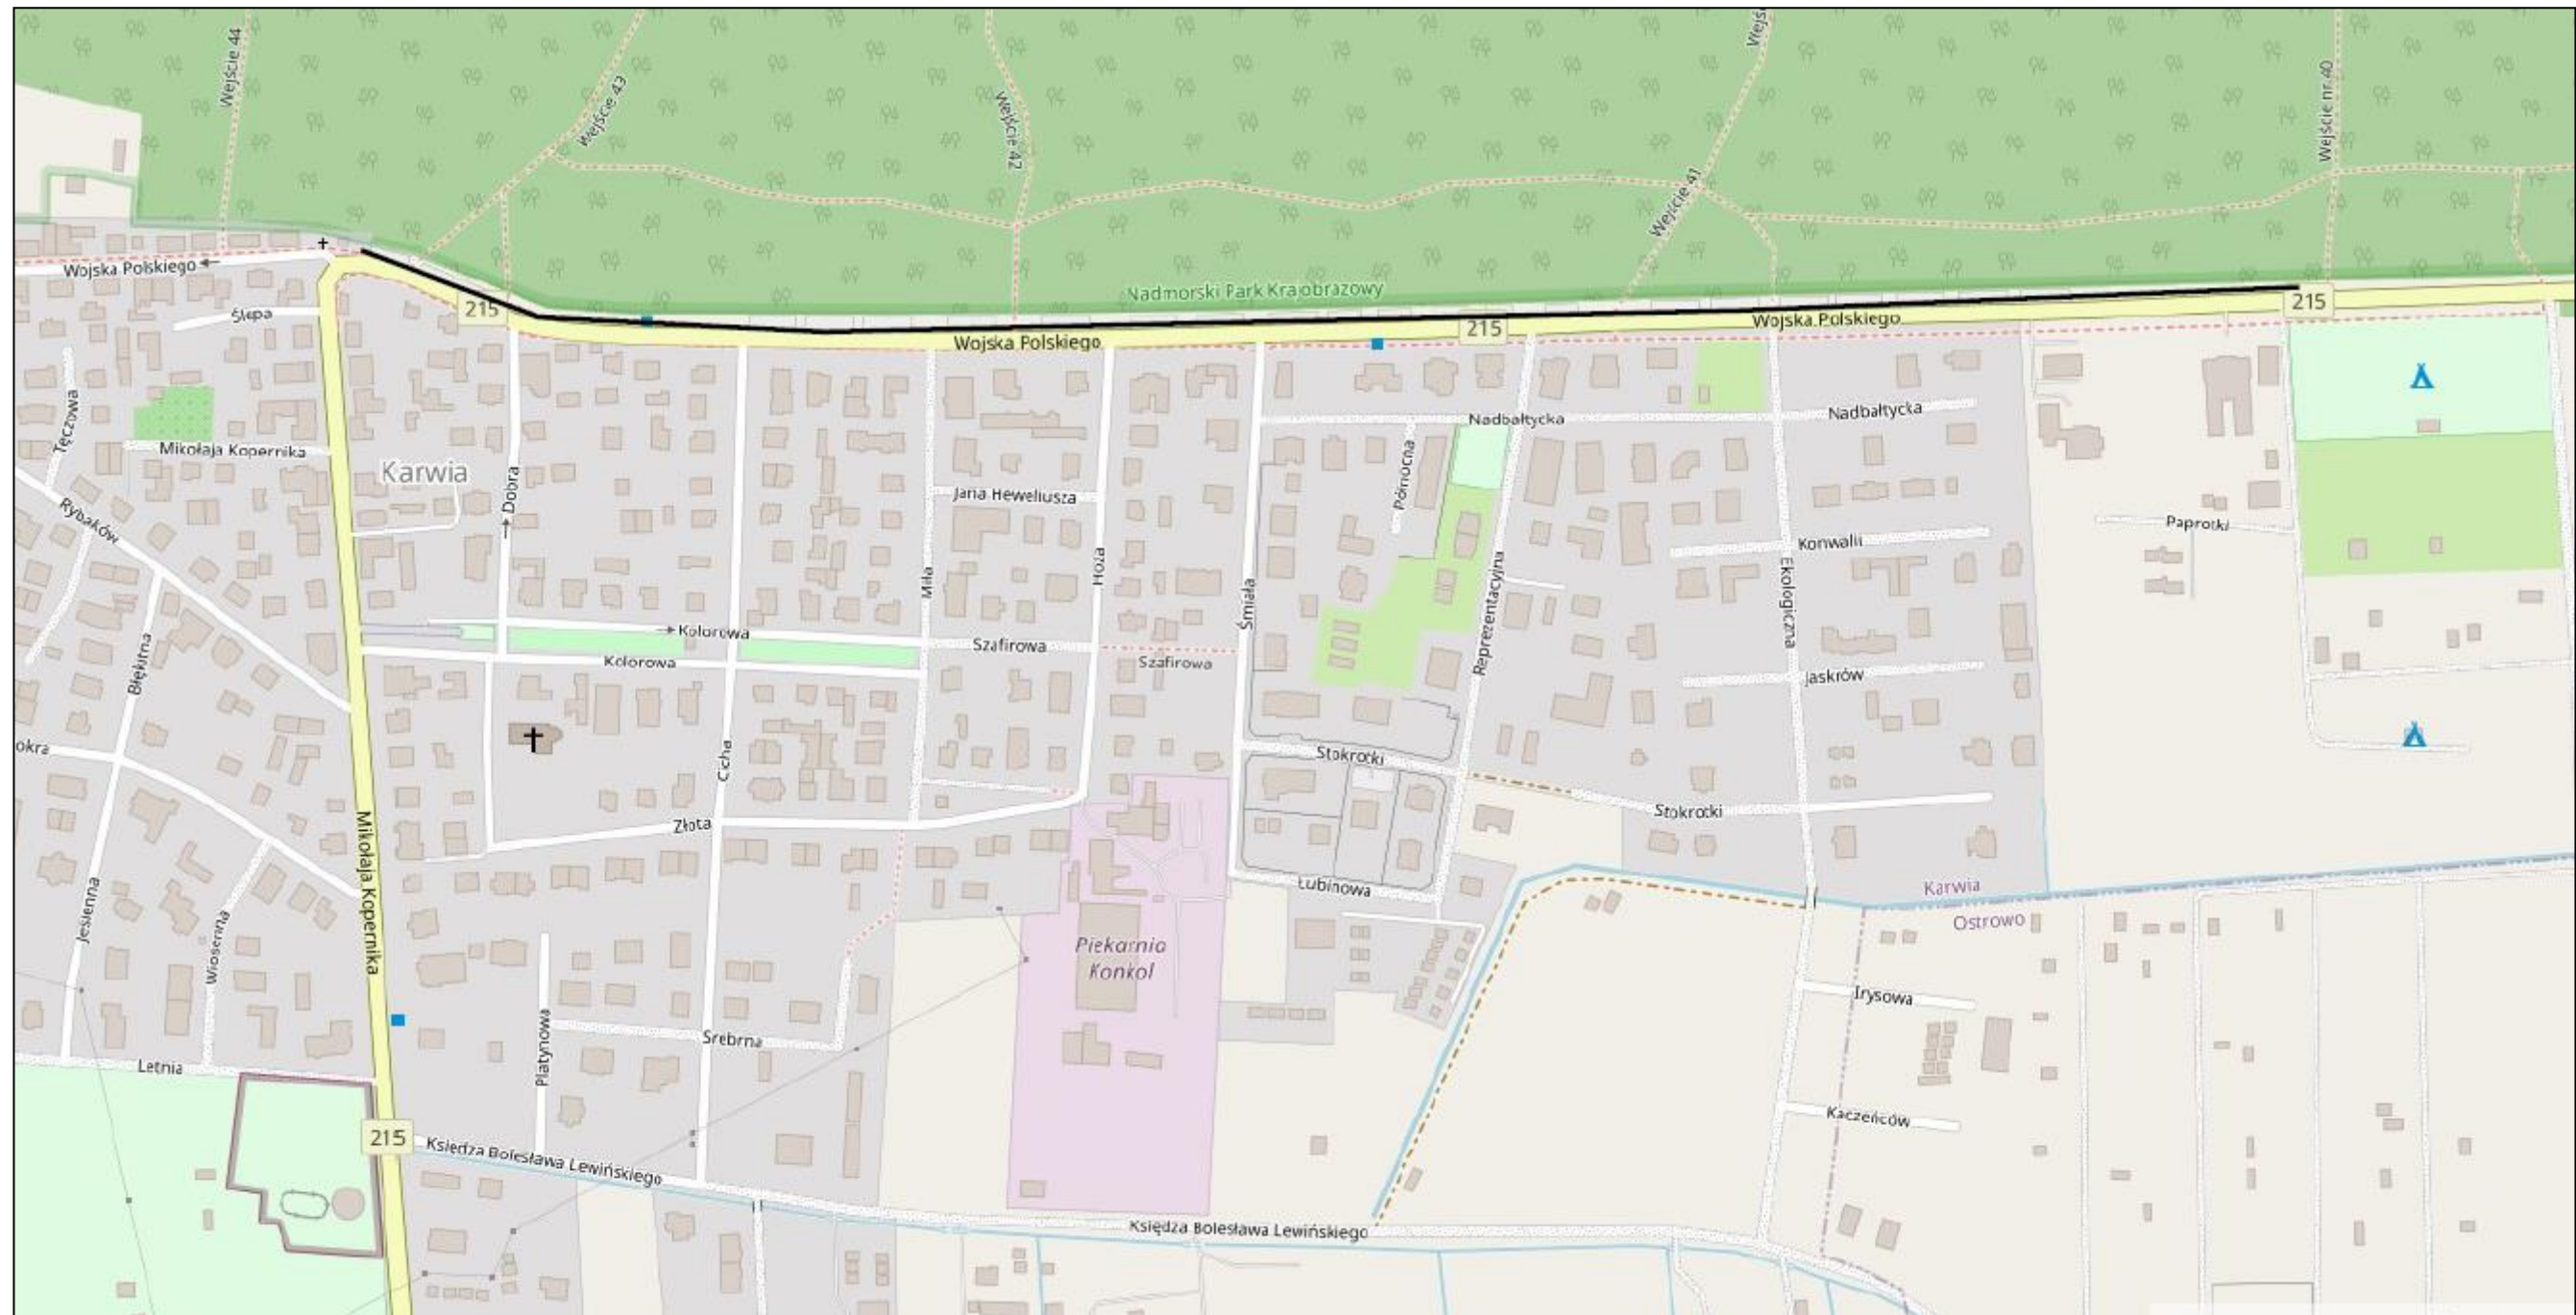 Wejście 44
Wejście 43
Wejście 42
Wejście 41
Wejście nr 40
Nadmorski Park Krajobrazowy
Wojska Polskiego
215
Wojska Polskiego
215
Wojska Polskiego
215
Ślepa
Tęczowa
Mikołaja Kopernika
Karwia
Dobra
Rybaków
Jana Heweliusza
Nadbałtycka
Nadbałtycka
Północna
Paprotki
Konwalii
Miła
Hoża
Śmiała
Reprezentacyjna
Ekologiczna
Kolorowa
Kolorowa
Szafirowa
Szafirowa
Błękitna
Jaskrów
okra
Cicha
Stokrotki
Stokrotki
Złota
Mikołaja Kopernika
Łubinowa
Karwia
Ostrowo
Jesienna
Wiosenna
Piekarnia
Konkol
Irysowa
Platynowa
Srebrna
Letnia
Kaczeńców
215
Księdza Bolesława Lewińskiego
Księdza Bolesława Lewińskiego